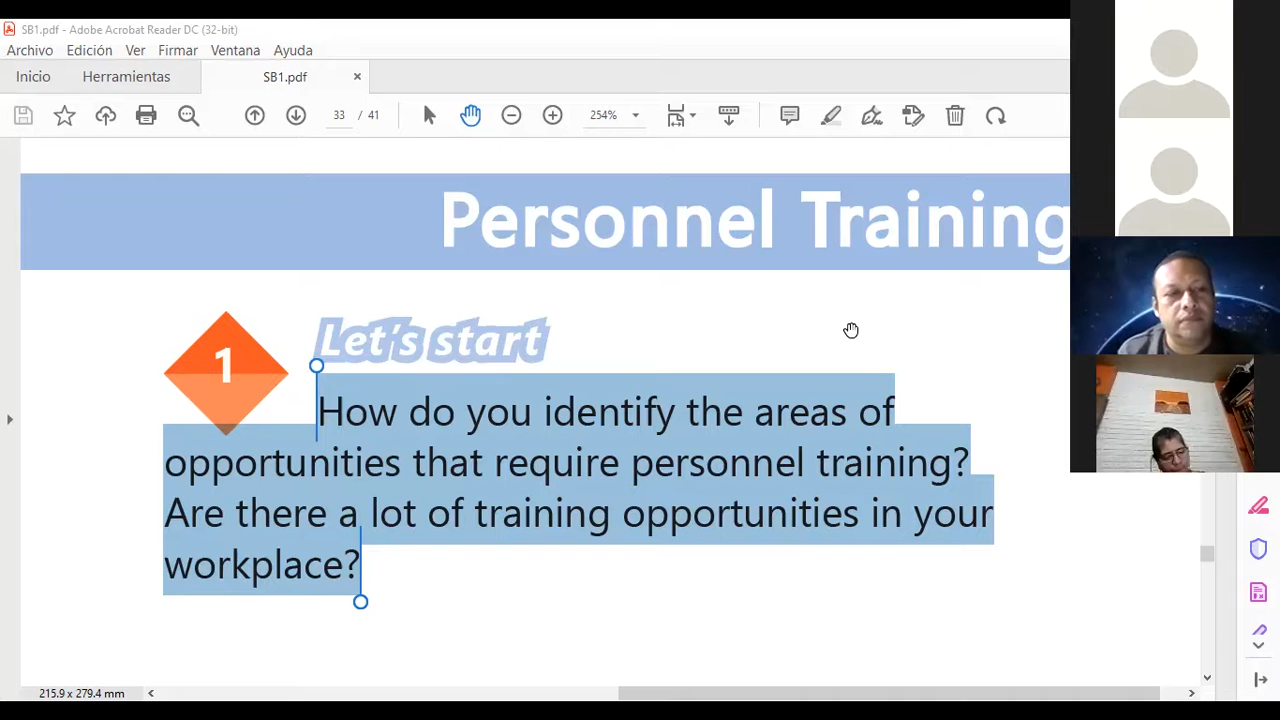 SB1.pdf - Adobe Acrobat Reader DC (32-bit)
Archivo Edición Ver Firmar Ventana Ayuda
Inicio Herramientas SB1.pdf ×
33 / 41 254%
Personnel Training
1
Let's start
How do you identify the areas of
opportunities that require personnel training?
Are there a lot of training opportunities in your
workplace?
215.9 x 279.4 mm